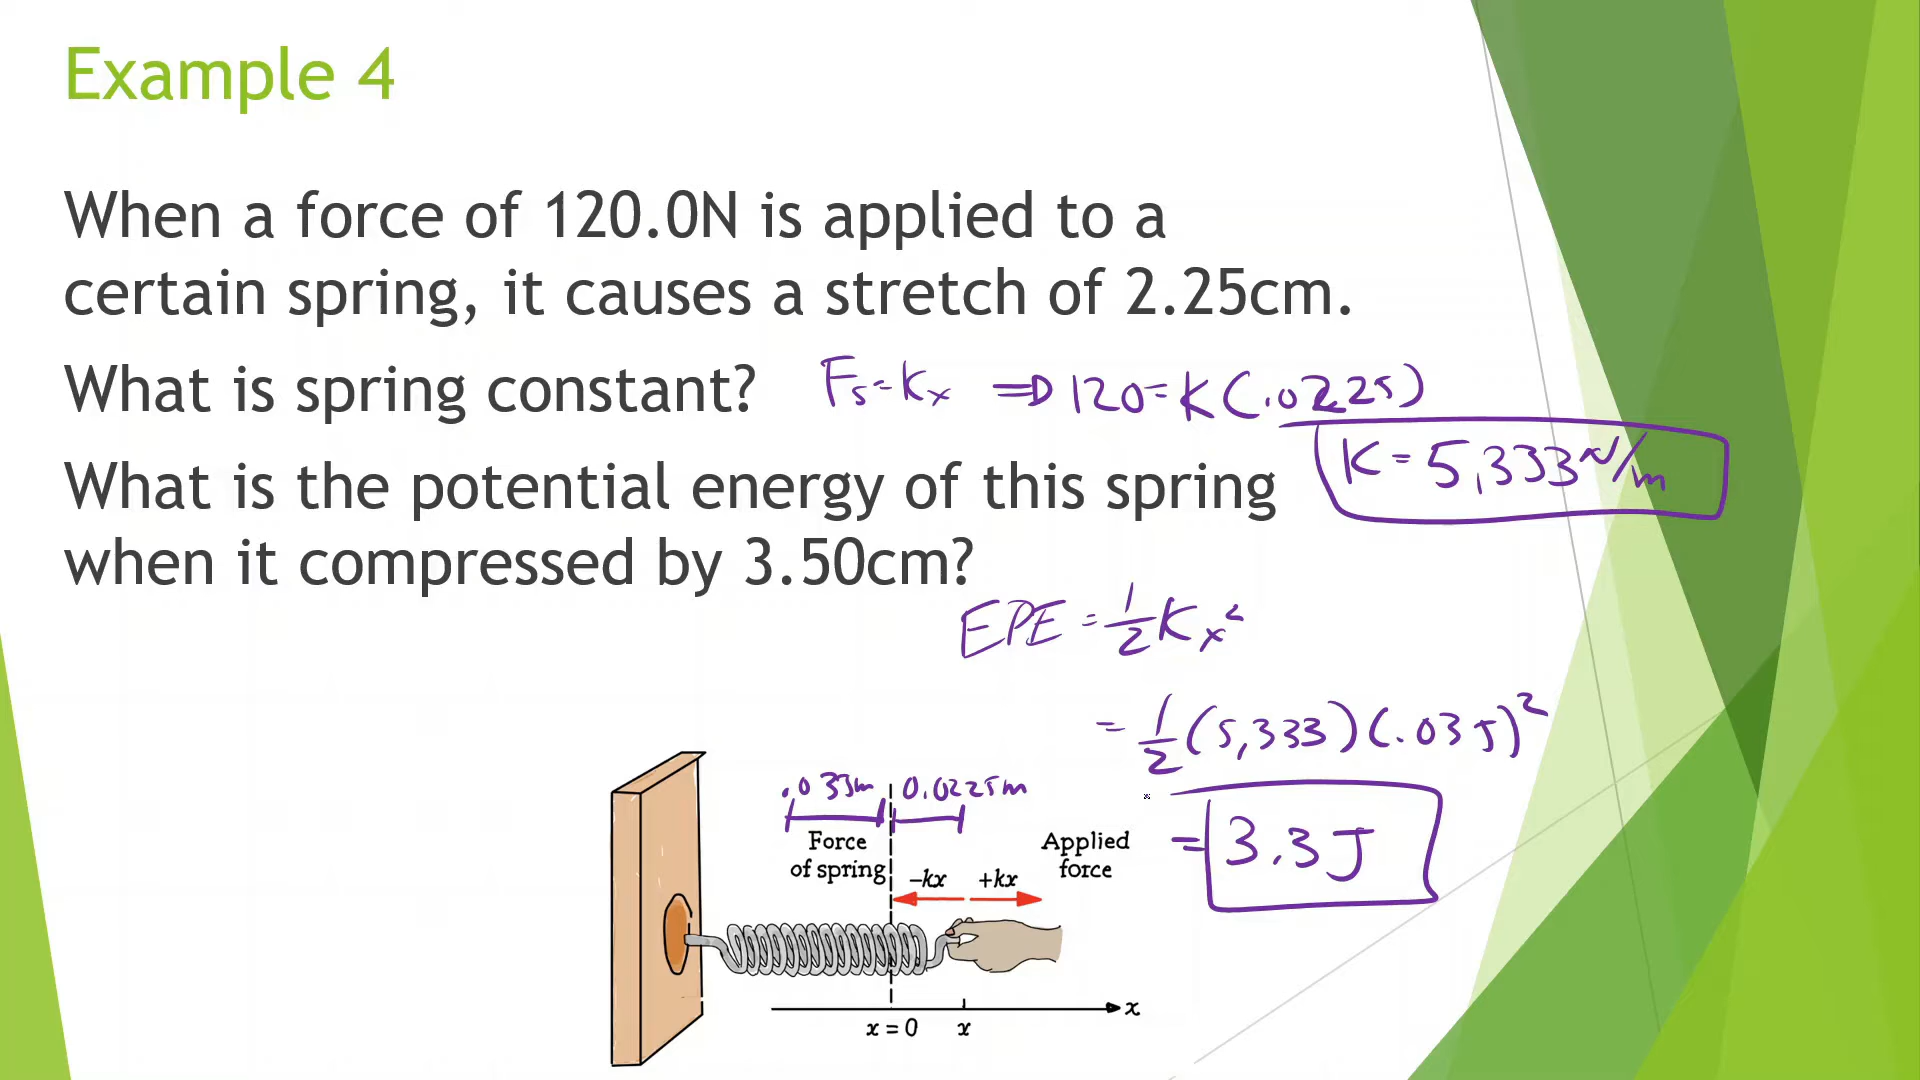 Example 4
When a force of 120.0N is applied to a
certain spring, it causes a stretch of 2.25cm.
What is spring constant? Fs=Kx ⇒ 120=K(.0225)
K = 5,333 N/m
What is the potential energy of this spring
when it compressed by 3.50cm?
EPE = 1/2 Kx²
= 1/2 (5,333)(.035)²
= 3.3J
.035m 0.0225m
Force
of spring
Applied
force
–kx +kx
x
x = 0 x